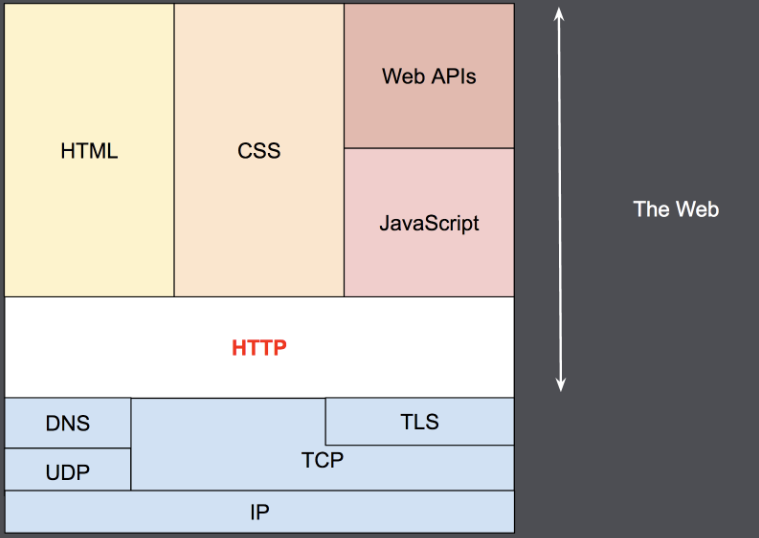 HTML
CSS
Web APIs
JavaScript
The Web
HTTP
DNS
TLS
UDP
TCP
IP